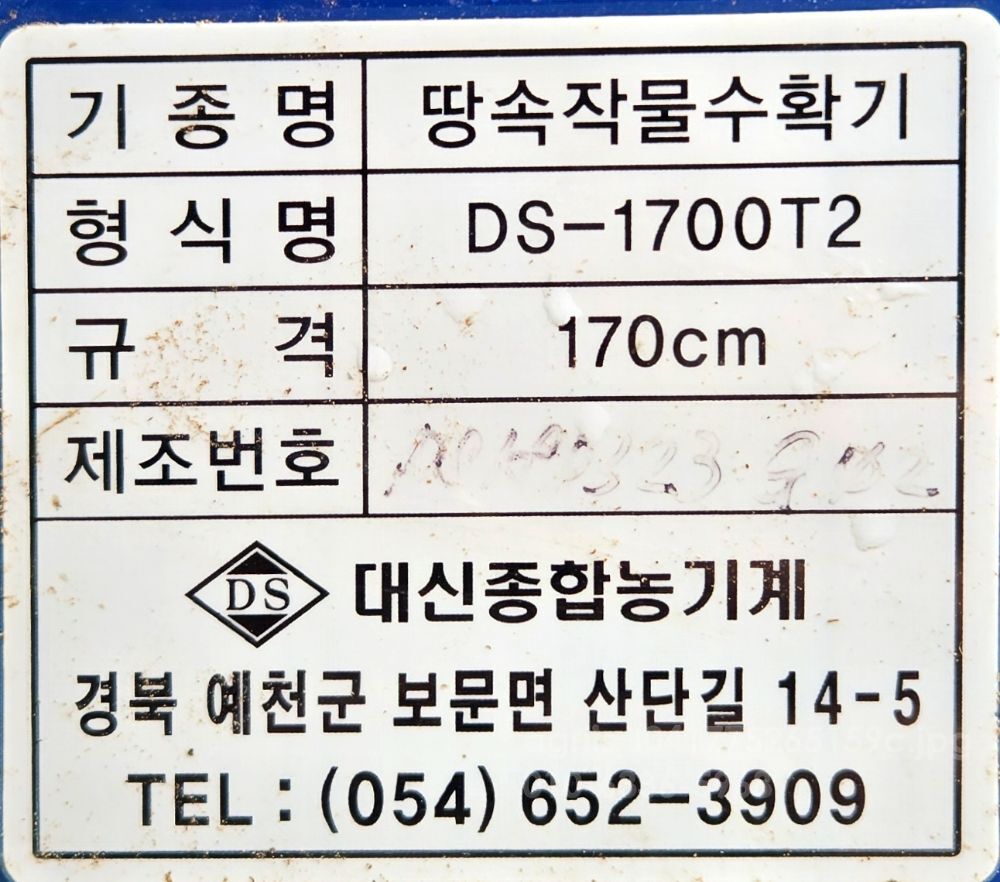 기종명 땅속작물수확기
형식명 DS-1700T2
규격 170cm
제조번호
DS 대신종합농기계
경북 예천군 보문면 산단길 14-5
TEL : (054) 652-3909